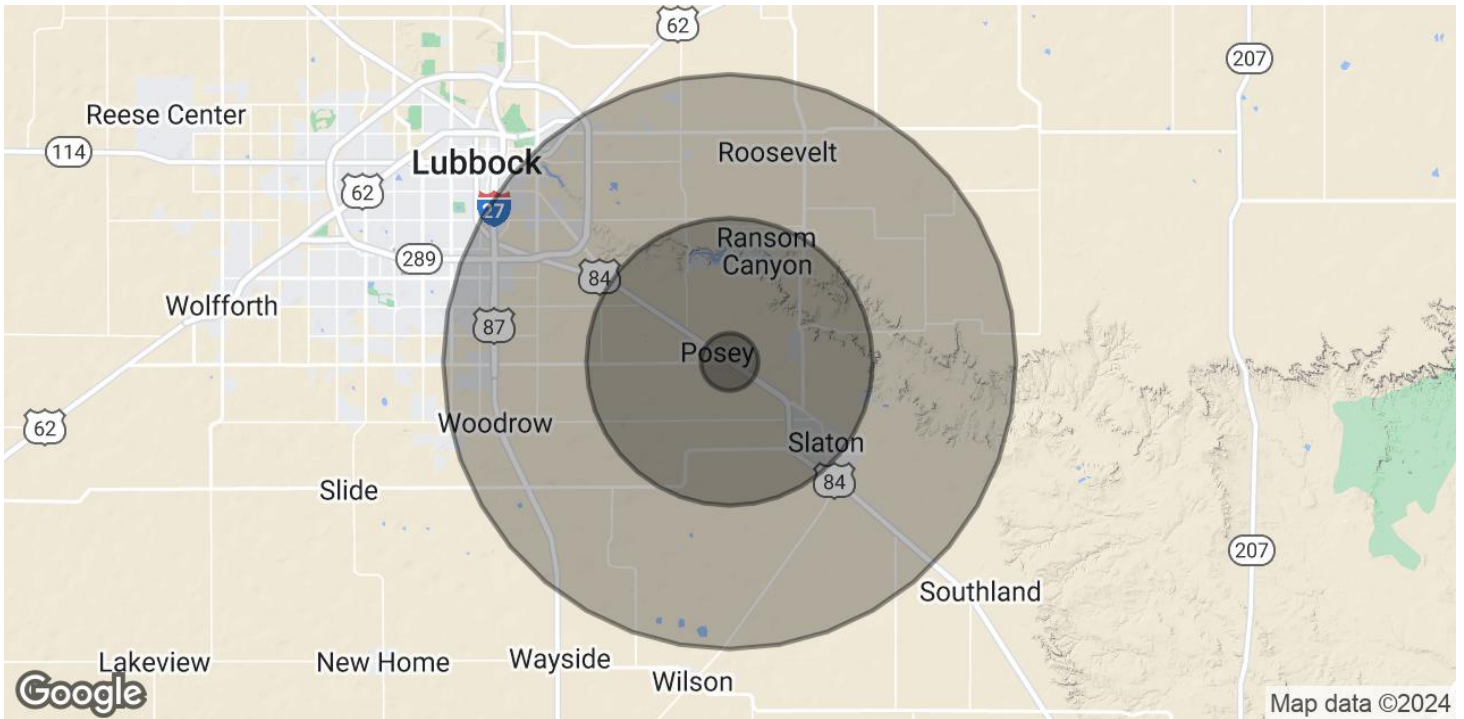 62
207
Reese Center
114
Lubbock
Roosevelt
62
27
Ransom
Canyon
289
84
Wolfforth
87
Posey
62
Woodrow
Slaton
84
Slide
207
Southland
Lakeview
New Home
Wayside
Wilson
Google
Map data ©2024